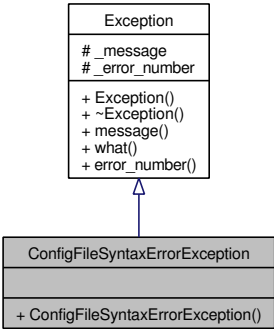 Exception
# _message
# _error_number
+ Exception()
+ ~Exception()
+ message()
+ what()
+ error_number()
ConfigFileSyntaxErrorException
+ ConfigFileSyntaxErrorException()